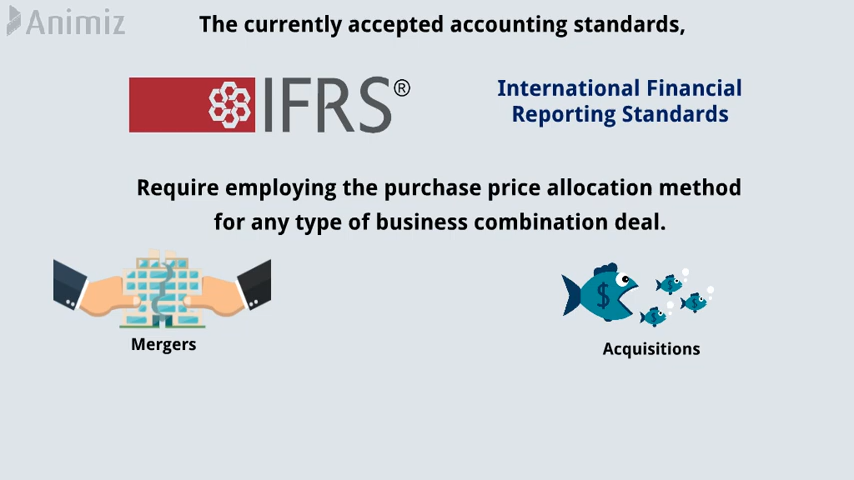 Animiz
The currently accepted accounting standards,
IFRS®
International Financial
Reporting Standards
Require employing the purchase price allocation method
for any type of business combination deal.
$
$
$
$
Mergers
Acquisitions